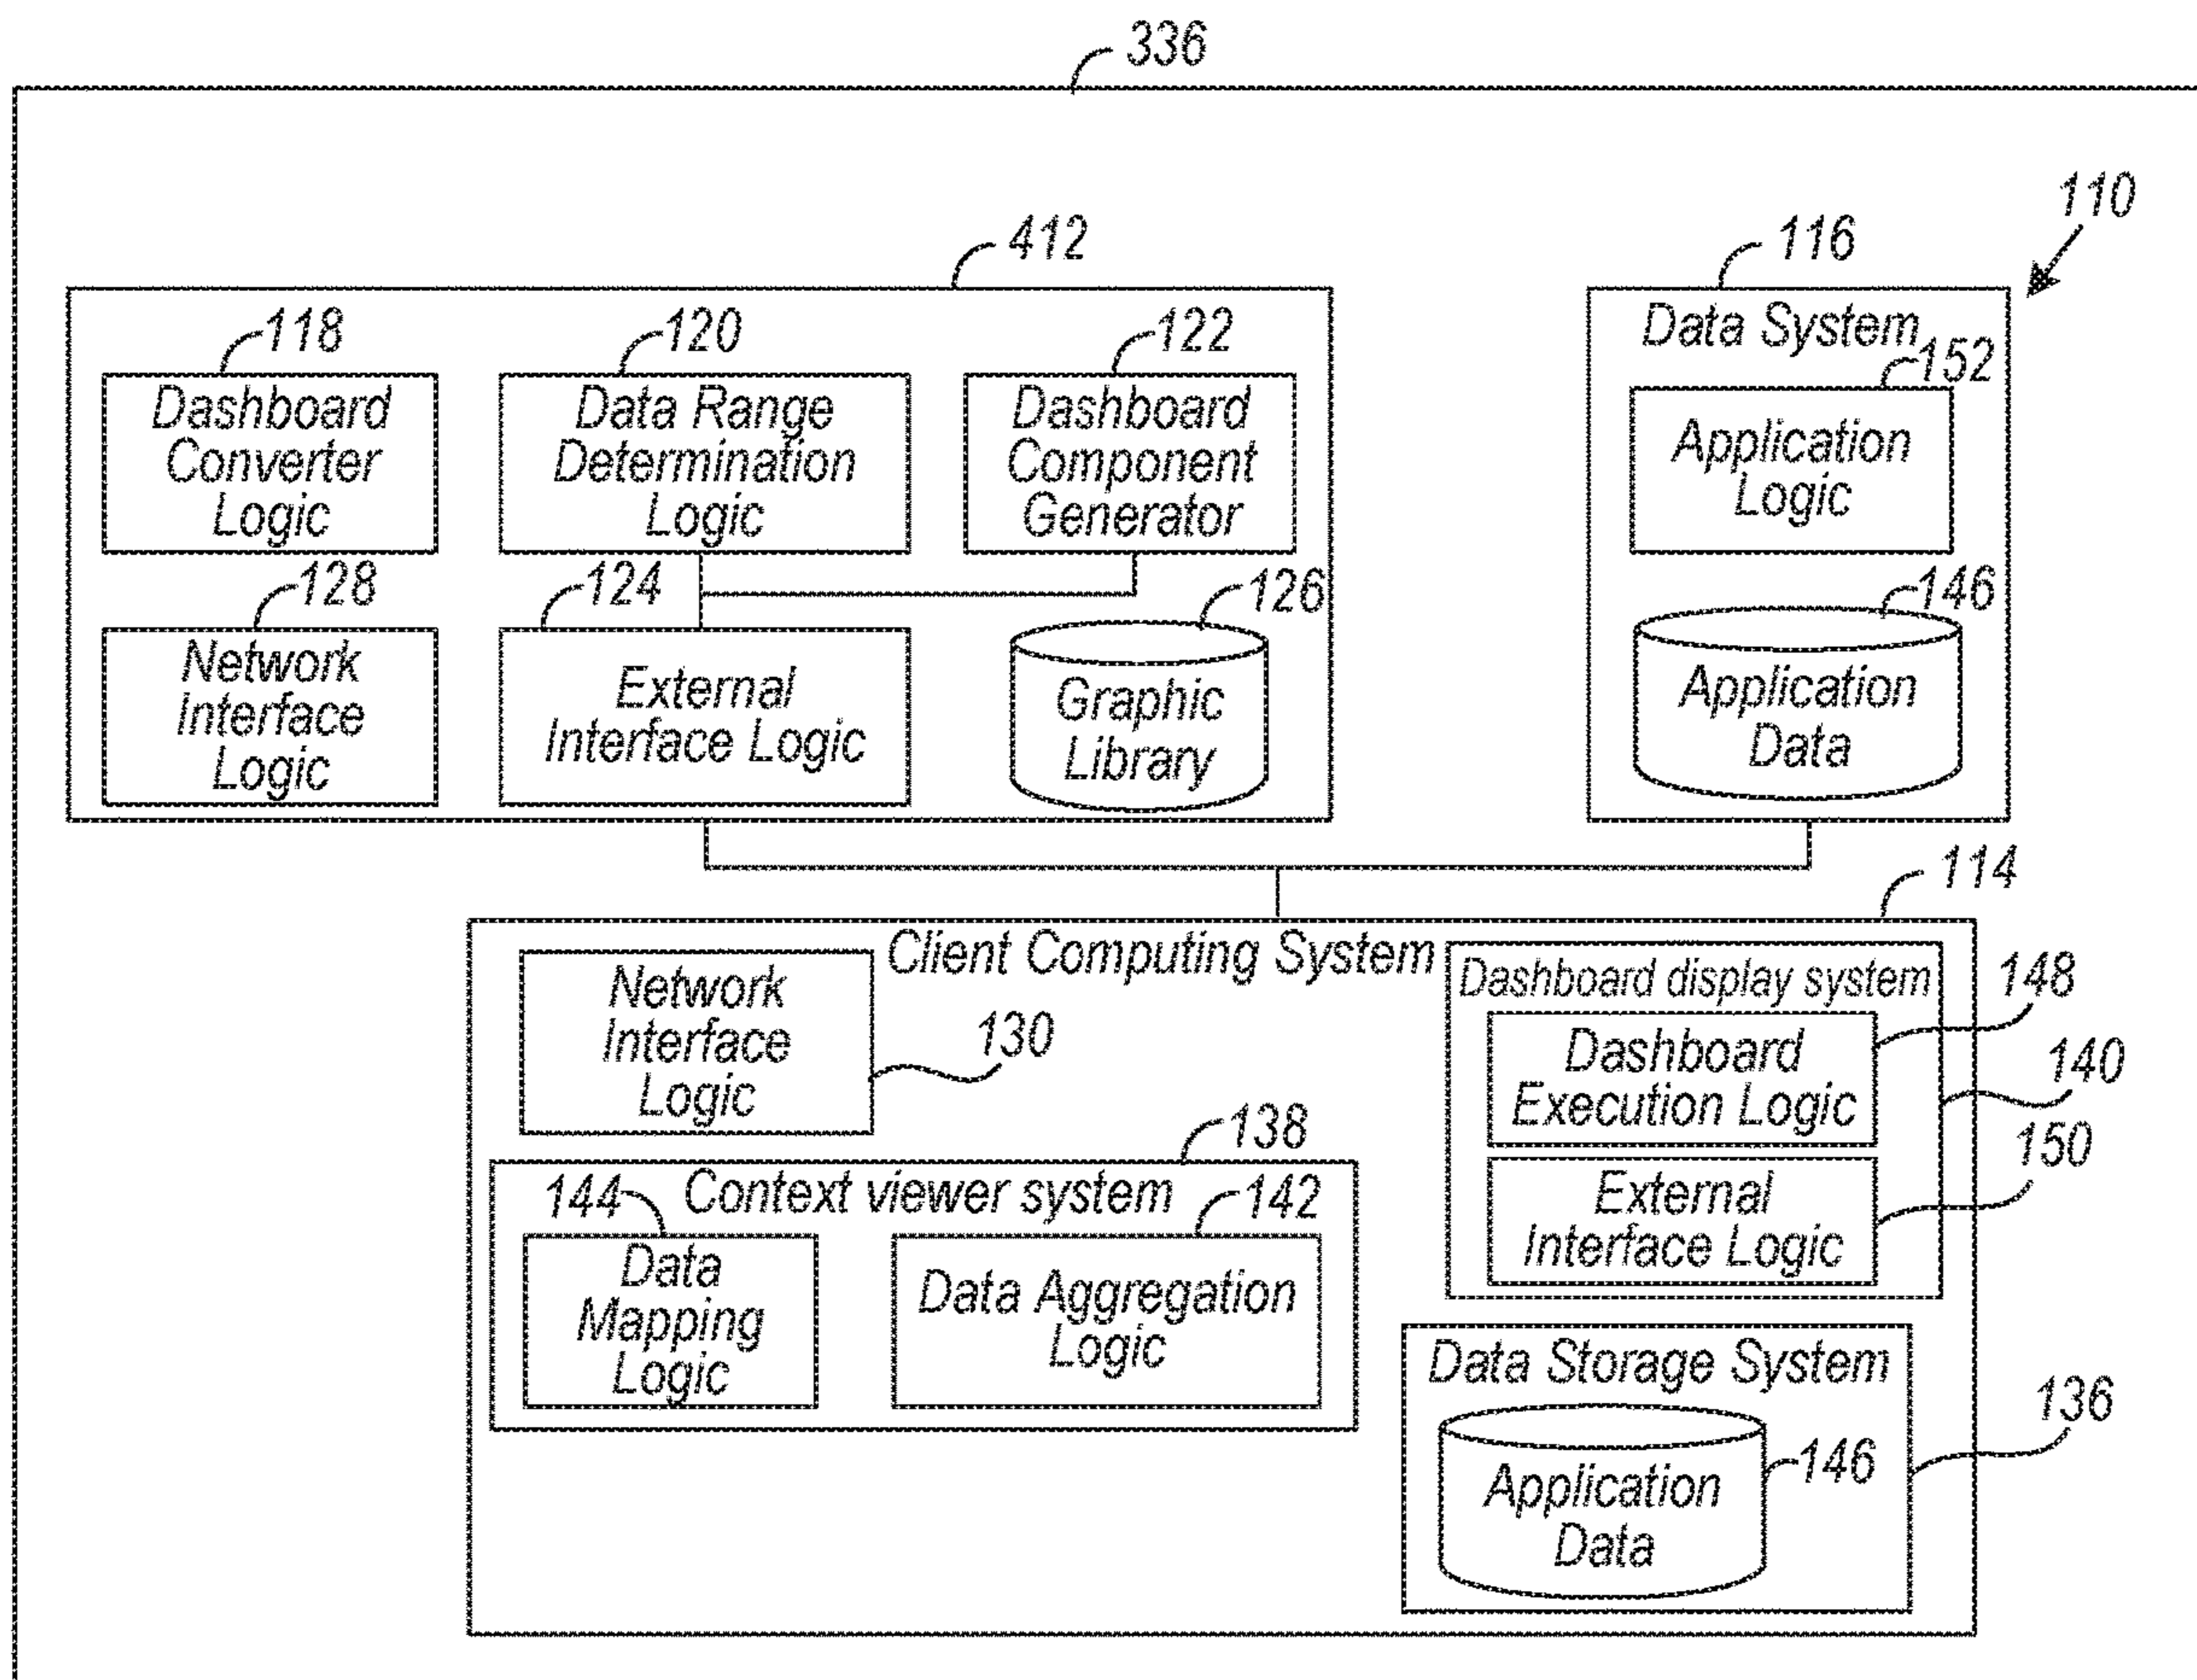 336
110
412
116
118
120
122
Data System
152
Dashboard
Converter
Logic
Data Range
Determination
Logic
Dashboard
Component
Generator
Application
Logic
128
124
126
146
Network
Interface
Logic
External
Interface Logic
Graphic
Library
Application
Data
114
Client Computing System
Network
Interface
Logic
130
Dashboard display system
148
Dashboard
Execution Logic
140
150
External
Interface Logic
138
Context viewer system
144
142
Data
Mapping
Logic
Data Aggregation
Logic
Data Storage System
136
146
Application
Data